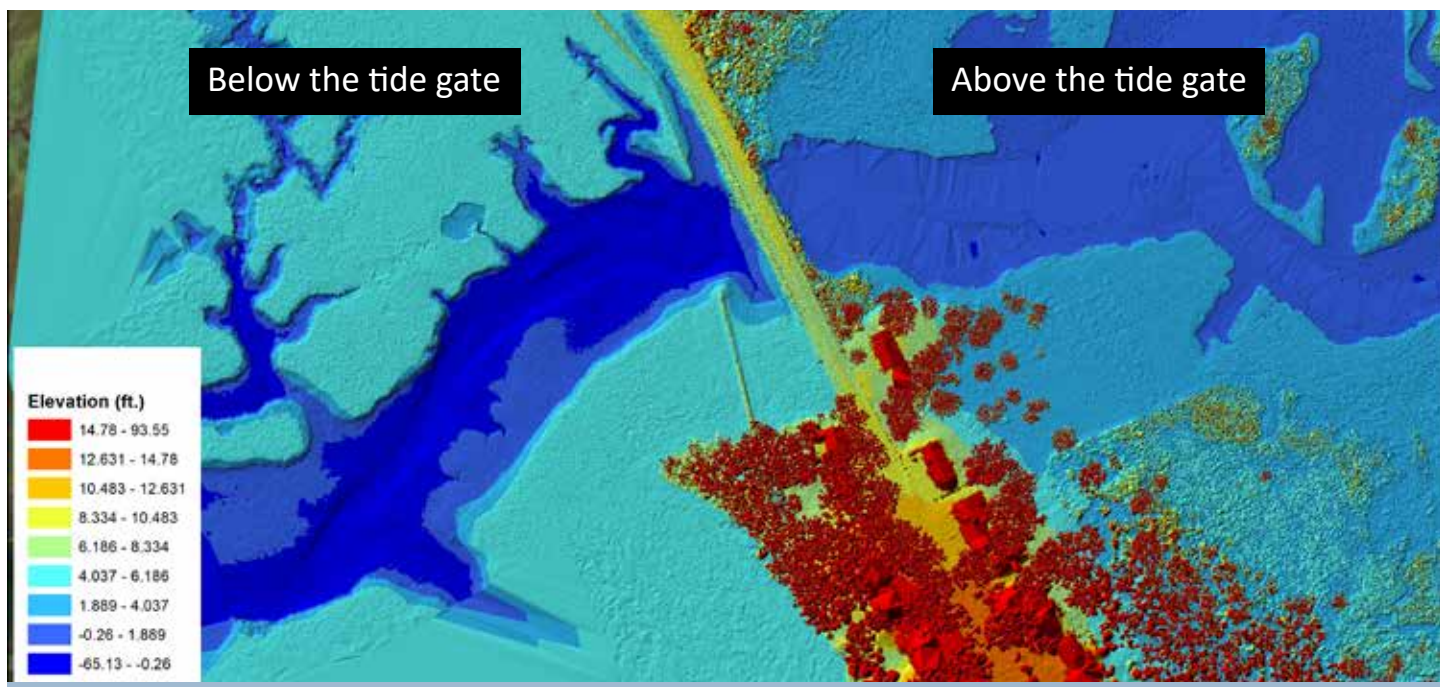 Below the tide gate
Above the tide gate
Elevation (ft.)
14.78 - 93.55
12.631 - 14.78
10.483 - 12.631
8.334 - 10.483
6.186 - 8.334
4.037 - 6.186
1.889 - 4.037
-0.26 - 1.889
-65.13 - -0.26